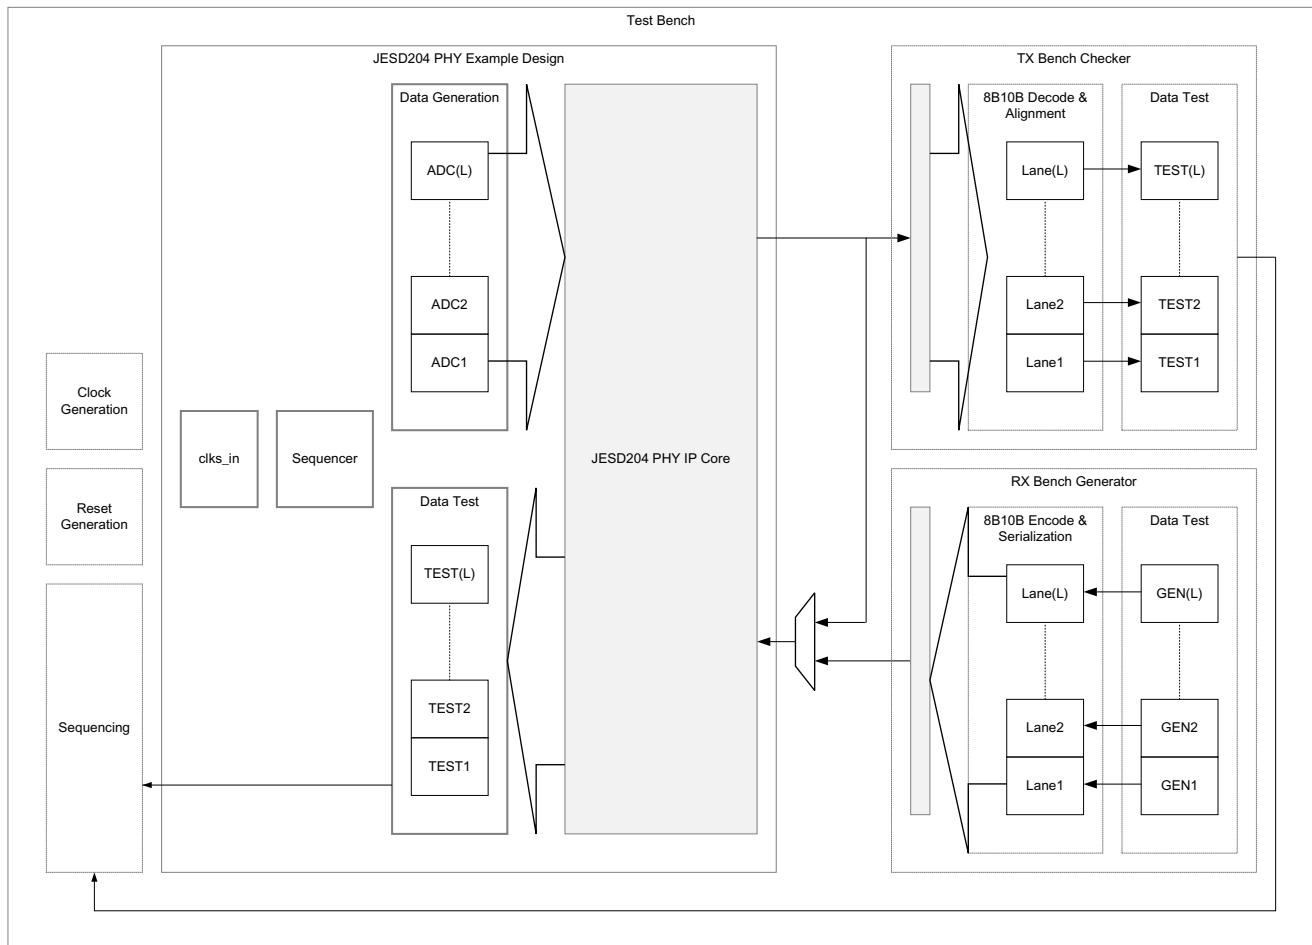 Test Bench
JESD204 PHY Example Design
Data Generation
ADC(L)
ADC2
ADC1
Clock
Generation
clks_in
Sequencer
Reset
Generation
Sequencing
JESD204 PHY IP Core
Data Test
TEST(L)
TEST2
TEST1
TX Bench Checker
8B10B Decode &
Alignment
Data Test
Lane(L)
TEST(L)
Lane2
TEST2
Lane1
TEST1
RX Bench Generator
8B10B Encode &
Serialization
Data Test
Lane(L)
GEN(L)
Lane2
GEN2
Lane1
GEN1